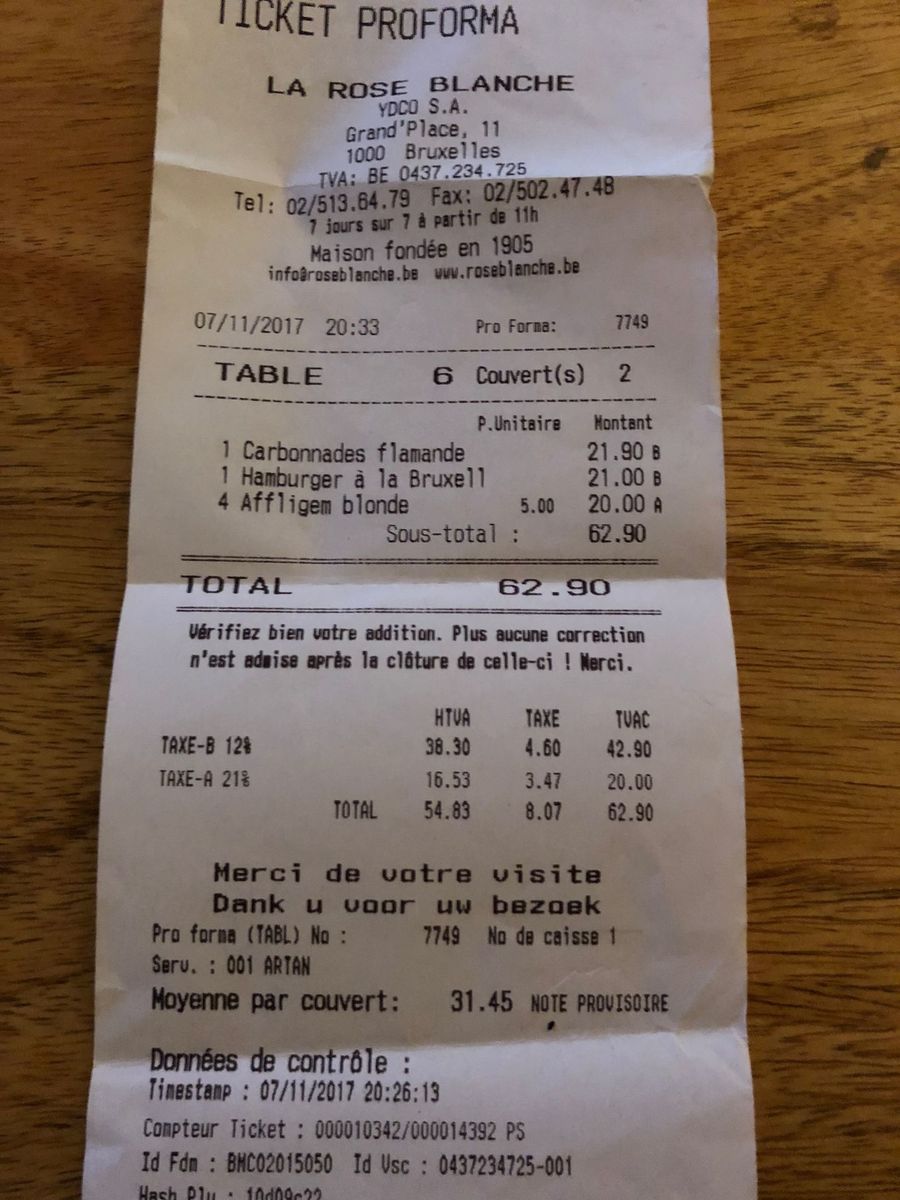 TICKET PROFORMA
LA ROSE BLANCHE
YDCO S.A.
Grand'Place, 11
1000 Bruxelles
TVA: BE 0437.234.725
Tel: 02/513.64.79 Fax: 02/502.47.48
7 jours sur 7 à partir de 11h
Maison fondée en 1905
info@roseblanche.be www.roseblanche.be
07/11/2017 20:33 Pro Forma: 7749
TABLE 6 Couvert(s) 2
P.Unitaire Montant
1 Carbonnades flamande 21.90 B
1 Hamburger à la Bruxell 21.00 B
4 Affligem blonde 5.00 20.00 A
Sous-total : 62.90
TOTAL 62.90
Vérifiez bien votre addition. Plus aucune correction
n'est admise après la clôture de celle-ci ! Merci.
HTVA TAXE TVAC
TAXE-B 12% 38.30 4.60 42.90
TAXE-A 21% 16.53 3.47 20.00
TOTAL 54.83 8.07 62.90
Merci de votre visite
Dank u voor uw bezoek
Pro forma (TABL) No : 7749 No de caisse 1
Serv. : 001 ARTAN
Moyenne par couvert: 31.45 NOTE PROVISOIRE
Données de contrôle :
Timestamp : 07/11/2017 20:26:13
Compteur Ticket : 000010342/000014392 PS
Id Fdm : BMC02015050 Id Vsc : 0437234725-001
Hash Plu : 10d09c22